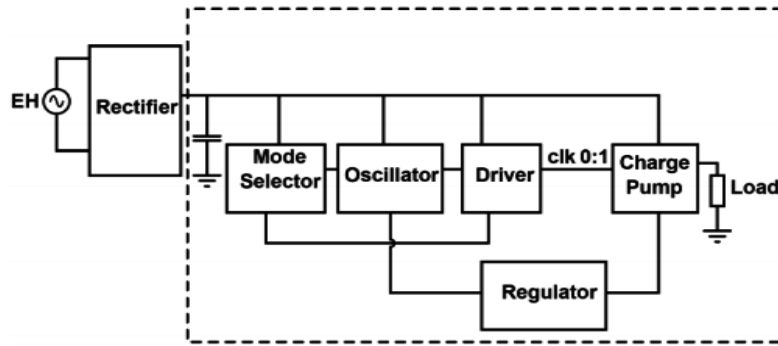 EH
Rectifier
Mode
Selector
Oscillator
Driver
clk 0:1
Charge
Pump
Load
Regulator